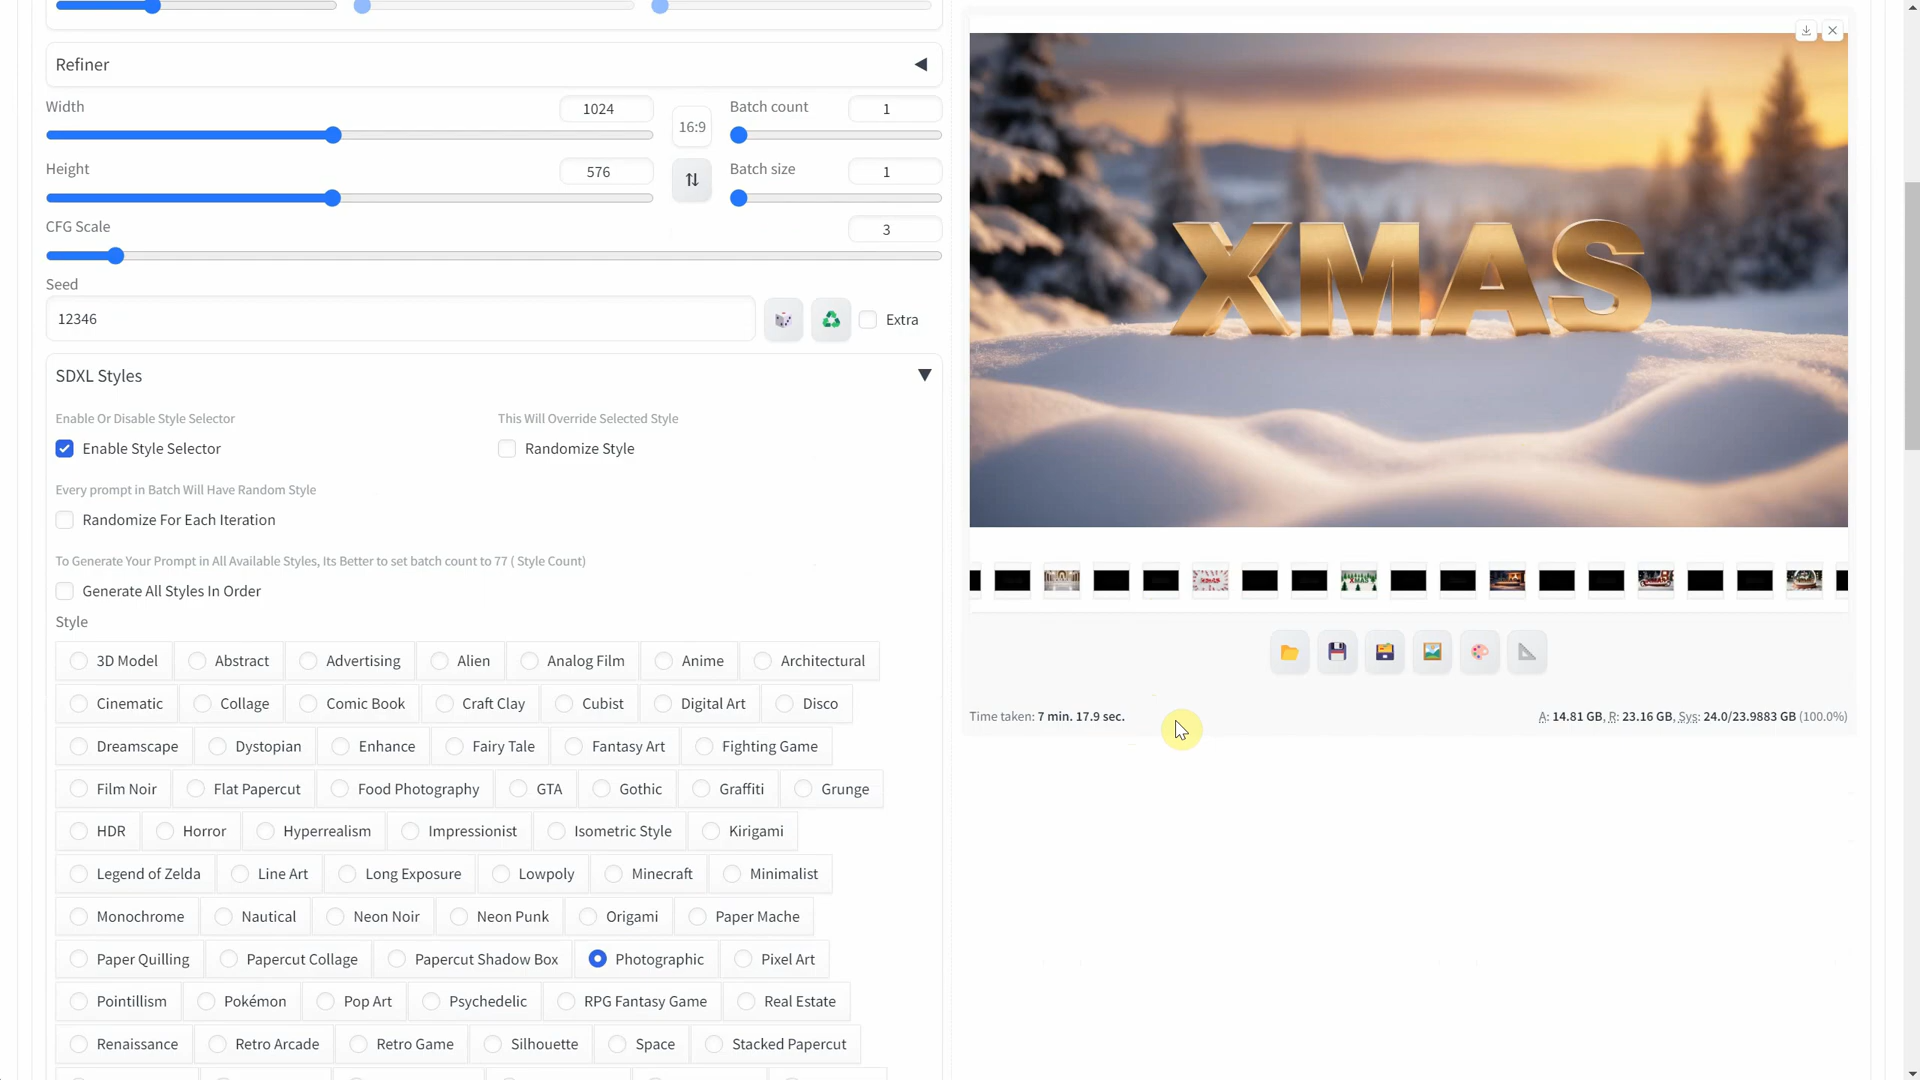 Refiner
Width
1024
16:9
Batch count
1
Height
576
Batch size
1
CFG Scale
3
Seed
12346
Extra
SDXL Styles
Enable Or Disable Style Selector
This Will Override Selected Style
Enable Style Selector
Randomize Style
Every prompt in Batch Will Have Random Style
Randomize For Each Iteration
To Generate Your Prompt in All Available Styles, Its Better to set batch count to 77 ( Style Count)
Generate All Styles In Order
Style
3D Model Abstract Advertising Alien Analog Film Anime Architectural
Cinematic Collage Comic Book Craft Clay Cubist Digital Art Disco
Dreamscape Dystopian Enhance Fairy Tale Fantasy Art Fighting Game
Film Noir Flat Papercut Food Photography GTA Gothic Graffiti Grunge
HDR Horror Hyperrealism Impressionist Isometric Style Kirigami
Legend of Zelda Line Art Long Exposure Lowpoly Minecraft Minimalist
Monochrome Nautical Neon Noir Neon Punk Origami Paper Mache
Paper Quilling Papercut Collage Papercut Shadow Box Photographic Pixel Art
Pointillism Pokémon Pop Art Psychedelic RPG Fantasy Game Real Estate
Renaissance Retro Arcade Retro Game Silhouette Space Stacked Papercut
XMAS
Time taken: 7 min. 17.9 sec.
A: 14.81 GB, R: 23.16 GB, Sys: 24.0/23.9883 GB (100.0%)